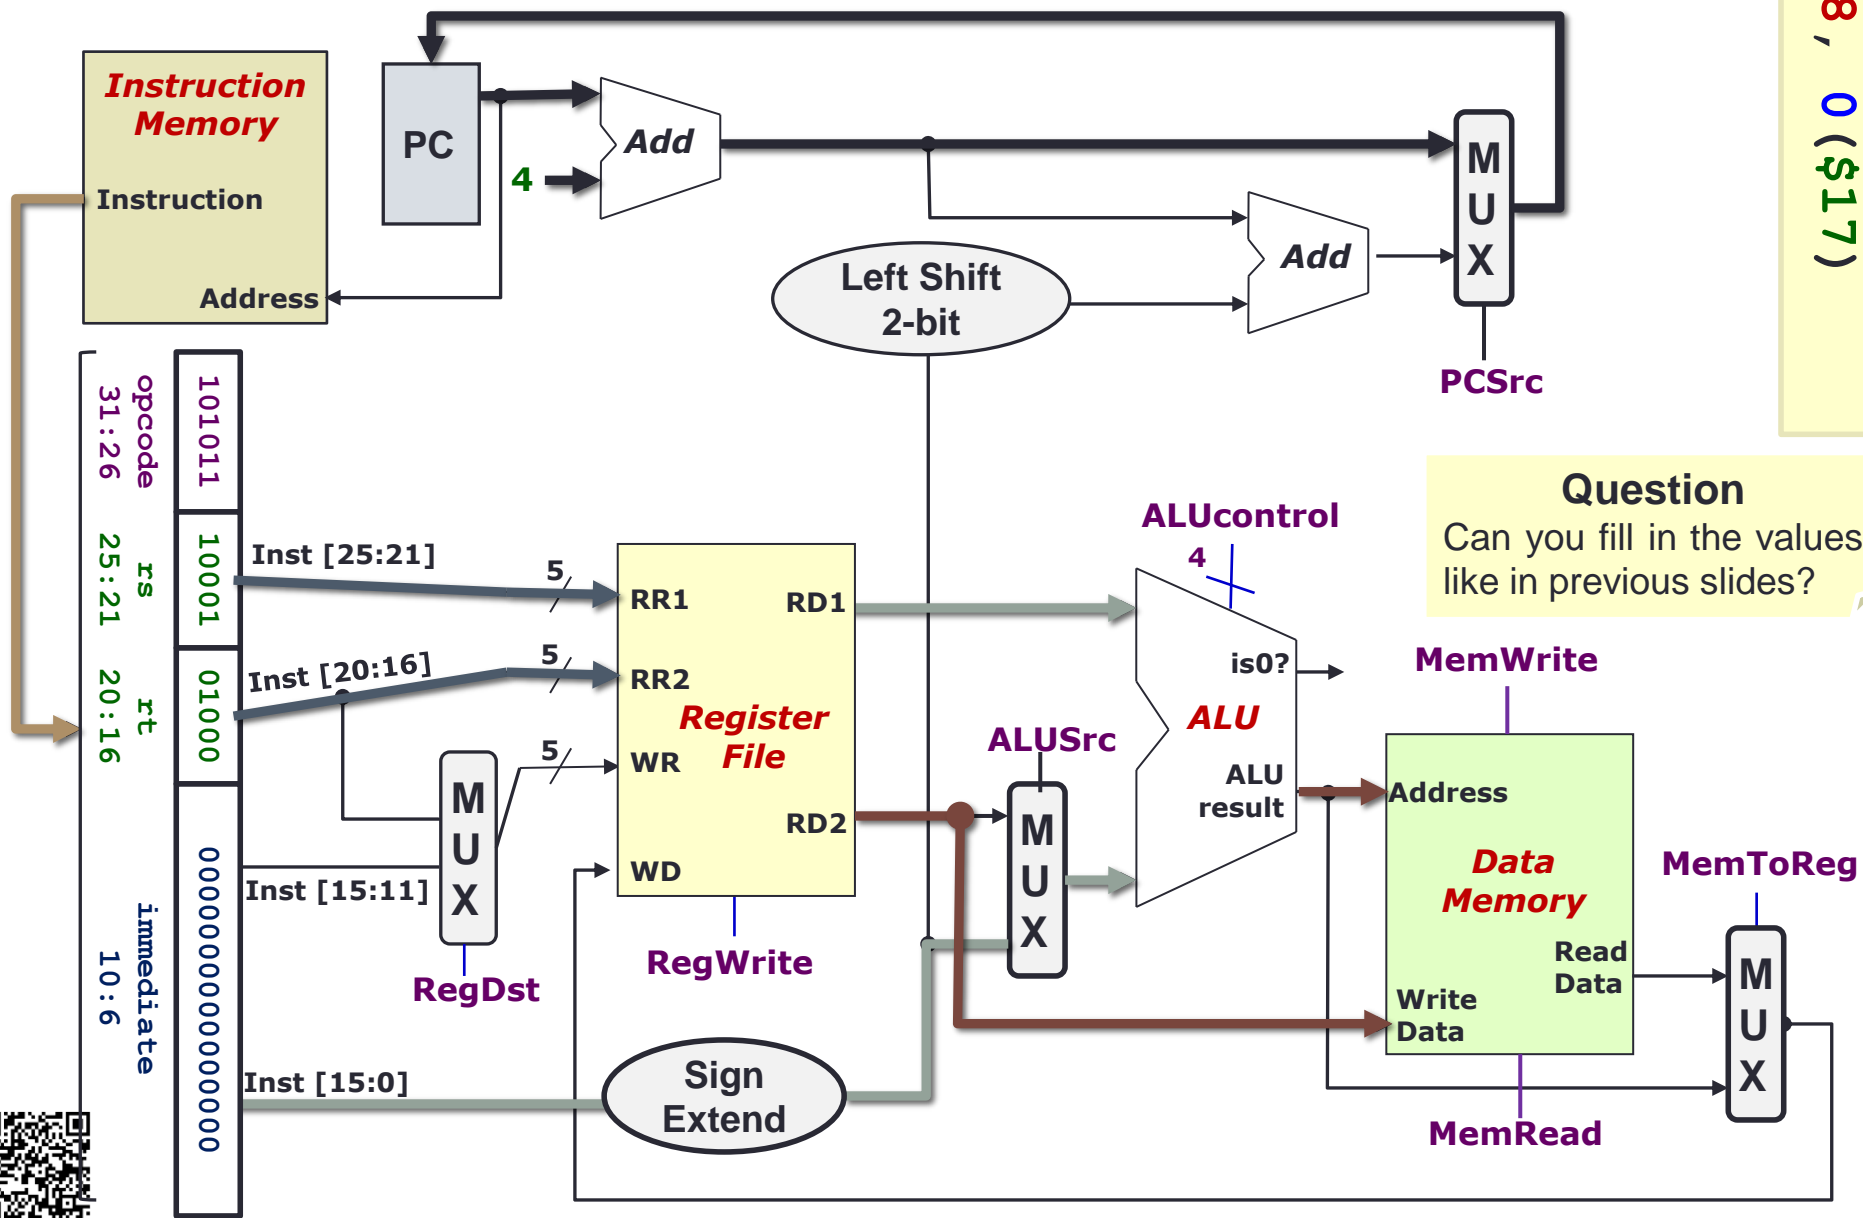 8, 0($17)
Instruction
Memory
Instruction
Address
PC
4
Add
Add
M
U
X
PCSrc
Left Shift
2-bit
opcode
31:26
101011
rs
25:21
10001
rt
20:16
01000
immediate
10:6
0000000000000000
Inst [25:21]
5
Inst [20:16]
5
5
Inst [15:11]
M
U
X
RegDst
Inst [15:0]
RR1
RR2
WR
WD
RD1
RD2
Register
File
RegWrite
Sign
Extend
ALUSrc
M
U
X
ALUcontrol
4
is0?
ALU
ALU
result
Question
Can you fill in the values
like in previous slides?
MemWrite
Address
Data
Memory
Read
Data
Write
Data
MemRead
MemToReg
M
U
X